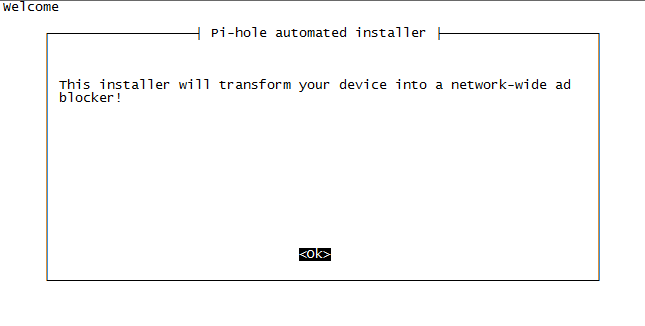 Welcome
Pi-hole automated installer
This installer will transform your device into a network-wide ad
blocker!
<Ok>